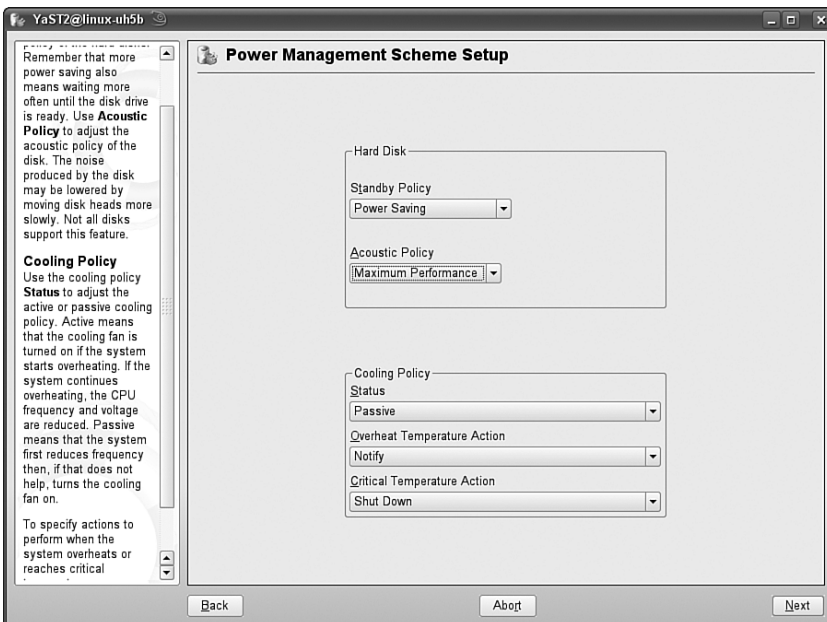 YaST2@linux-uh5b
Remember that more
power saving also
means waiting more
often until the disk drive
is ready. Use Acoustic
Policy to adjust the
acoustic policy of the
disk. The noise
produced by the disk
may be lowered by
moving disk heads more
slowly. Not all disks
support this feature.
Cooling Policy
Use the cooling policy
Status to adjust the
active or passive cooling
policy. Active means
that the cooling fan is
turned on if the system
starts overheating. If the
system continues
overheating, the CPU
frequency and voltage
are reduced. Passive
means that the system
first reduces frequency
then, if that does not
help, turns the cooling
fan on.
To specify actions to
perform when the
system overheats or
reaches critical
Power Management Scheme Setup
Hard Disk
Standby Policy
Power Saving
Acoustic Policy
Maximum Performance
Cooling Policy
Status
Passive
Overheat Temperature Action
Notify
Critical Temperature Action
Shut Down
Back
Abort
Next